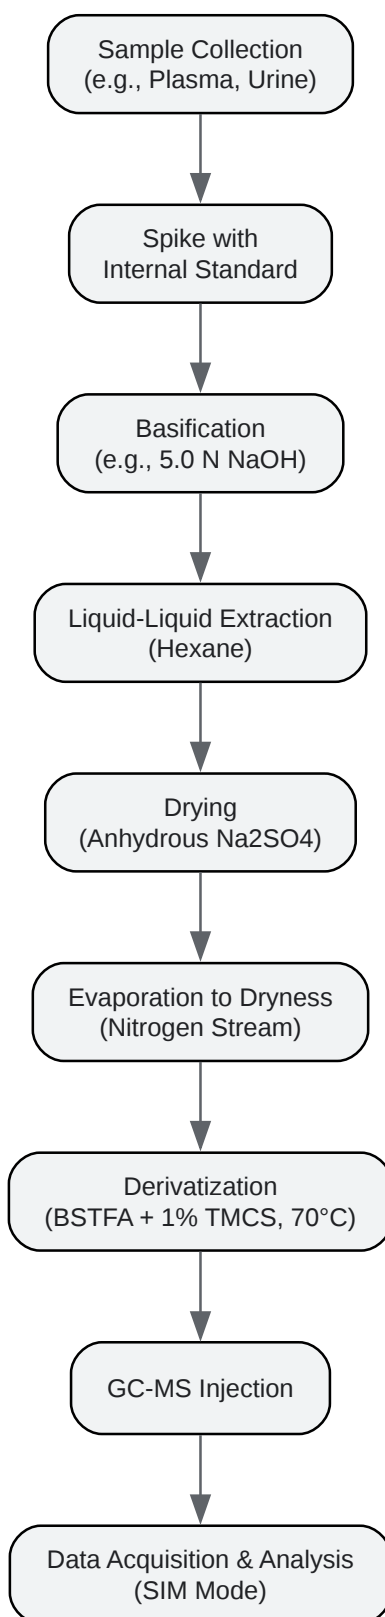 Sample Collection
(e.g., Plasma, Urine)
Spike with
Internal Standard
Basification
(e.g., 5.0 N NaOH)
Liquid-Liquid Extraction
(Hexane)
Drying
(Anhydrous Na2SO4)
Evaporation to Dryness
(Nitrogen Stream)
Derivatization
(BSTFA + 1% TMCS, 70°C)
GC-MS Injection
Data Acquisition & Analysis
(SIM Mode)